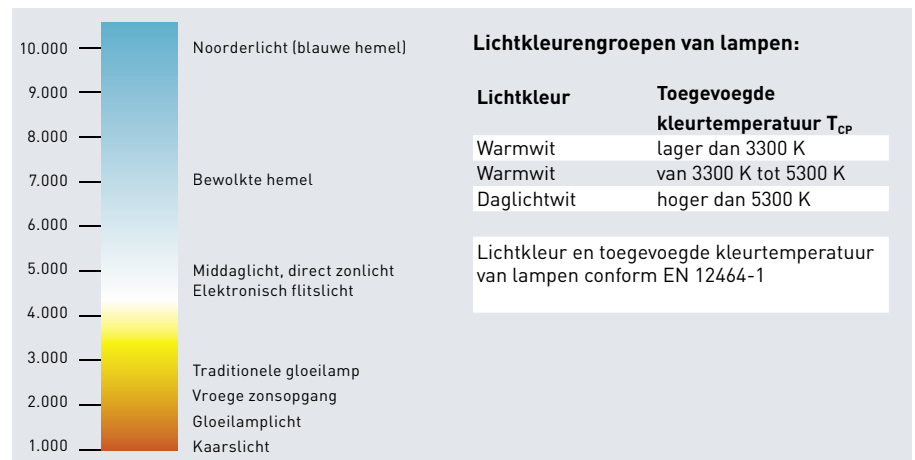 10.000
Noorderlicht (blauwe hemel)
9.000
8.000
7.000
Bewolkte hemel
6.000
5.000
Middaglicht, direct zonlicht
Elektronisch flitslicht
4.000
3.000
Traditionele gloeilamp
2.000
Vroege zonsopgang
Gloeilamplicht
1.000
Kaarslicht
Lichtkleurengroepen van lampen:
Lichtkleur Toegevoegde
kleurtemperatuur T_CP
Warmwit lager dan 3300 K
Warmwit van 3300 K tot 5300 K
Daglichtwit hoger dan 5300 K
Lichtkleur en toegevoegde kleurtemperatuur
van lampen conform EN 12464-1